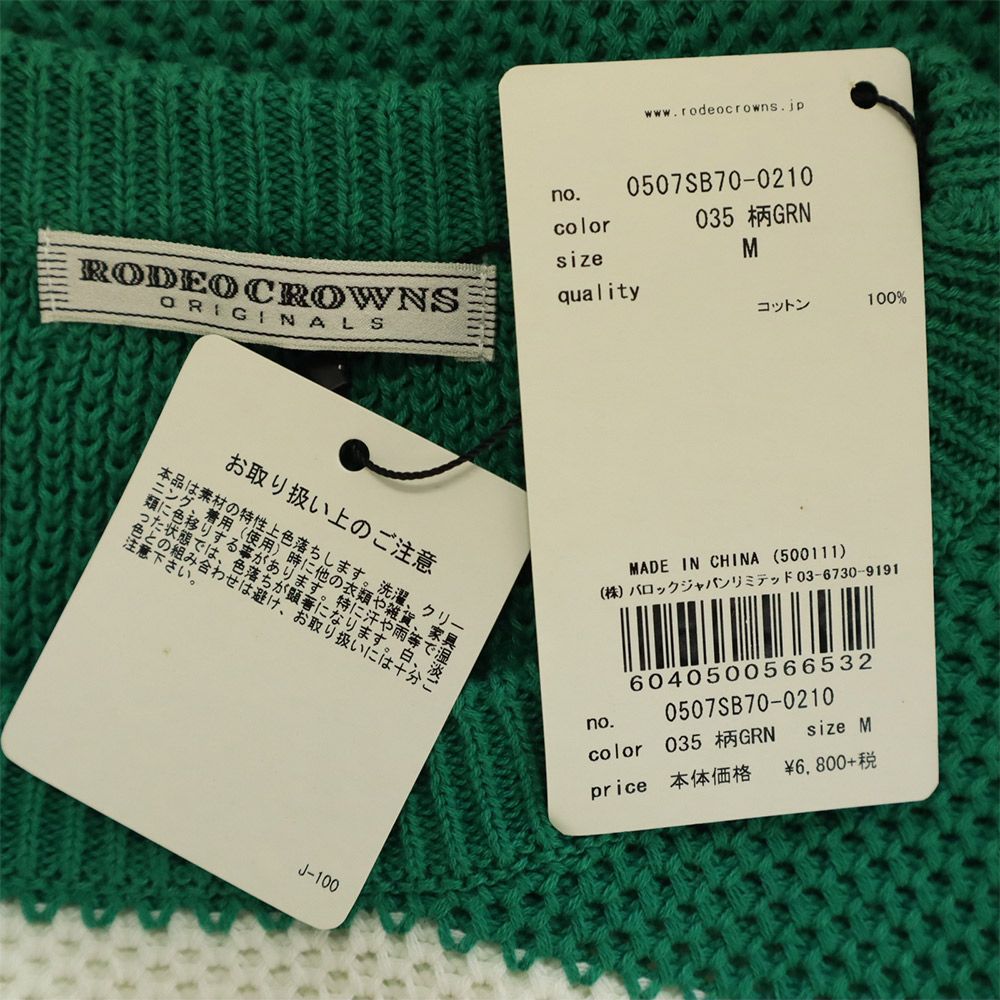 RODEO CROWNS
ORIGINALS
www.rodeocrowns.jp
no. 0507SB70-0210
color 035 柄GRN
size M
quality
コットン 100%
MADE IN CHINA (500111)
(株) バロックジャパンリミテッド 03-6730-9191
6040500566532
no. 0507SB70-0210
color 035 柄GRN size M
price 本体価格 ¥6,800+税
お取り扱い上のご注意
本品は素材の特性上色落ちします。洗濯、クリー
ニング、着用(使用)時に他の衣類や雑貨、家具
類に色移りする事があります。特に汗や雨等で湿
った状態では、色落ちが顕著になります。白、淡
色との組み合わせは避け、お取り扱いには十分ご
注意下さい。
J-100